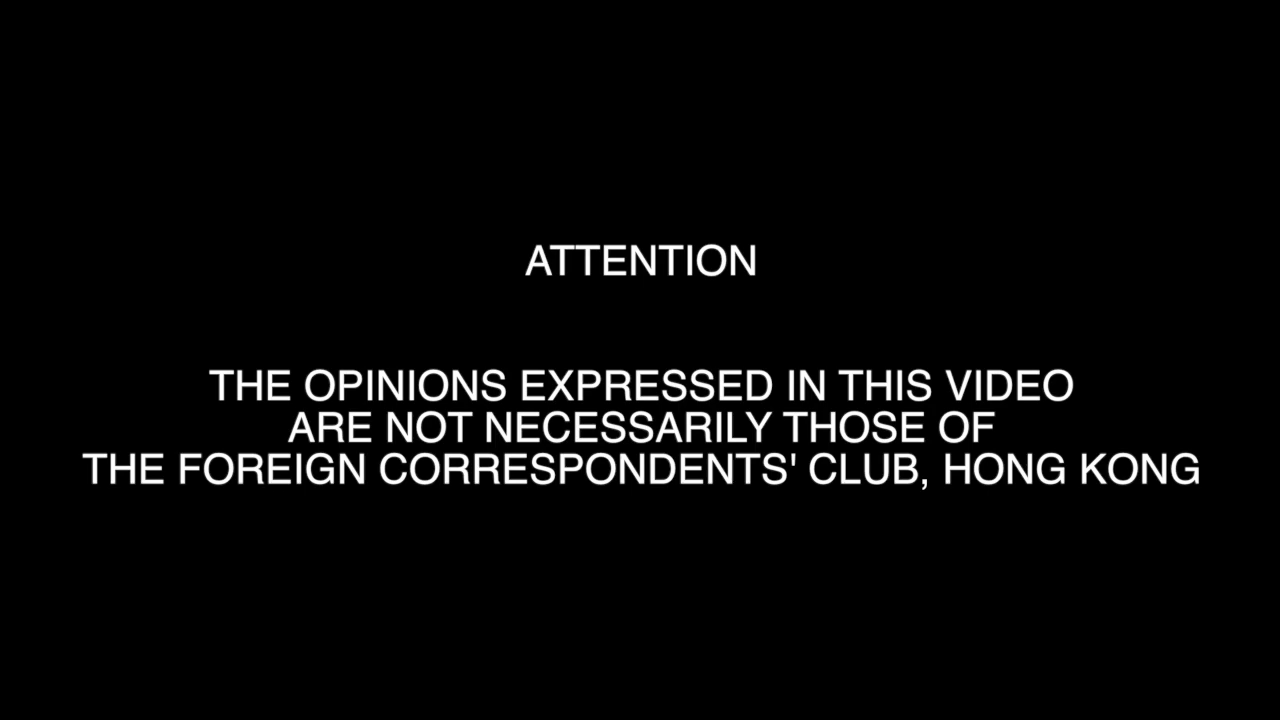 ATTENTION
THE OPINIONS EXPRESSED IN THIS VIDEO
ARE NOT NECESSARILY THOSE OF
THE FOREIGN CORRESPONDENTS' CLUB, HONG KONG